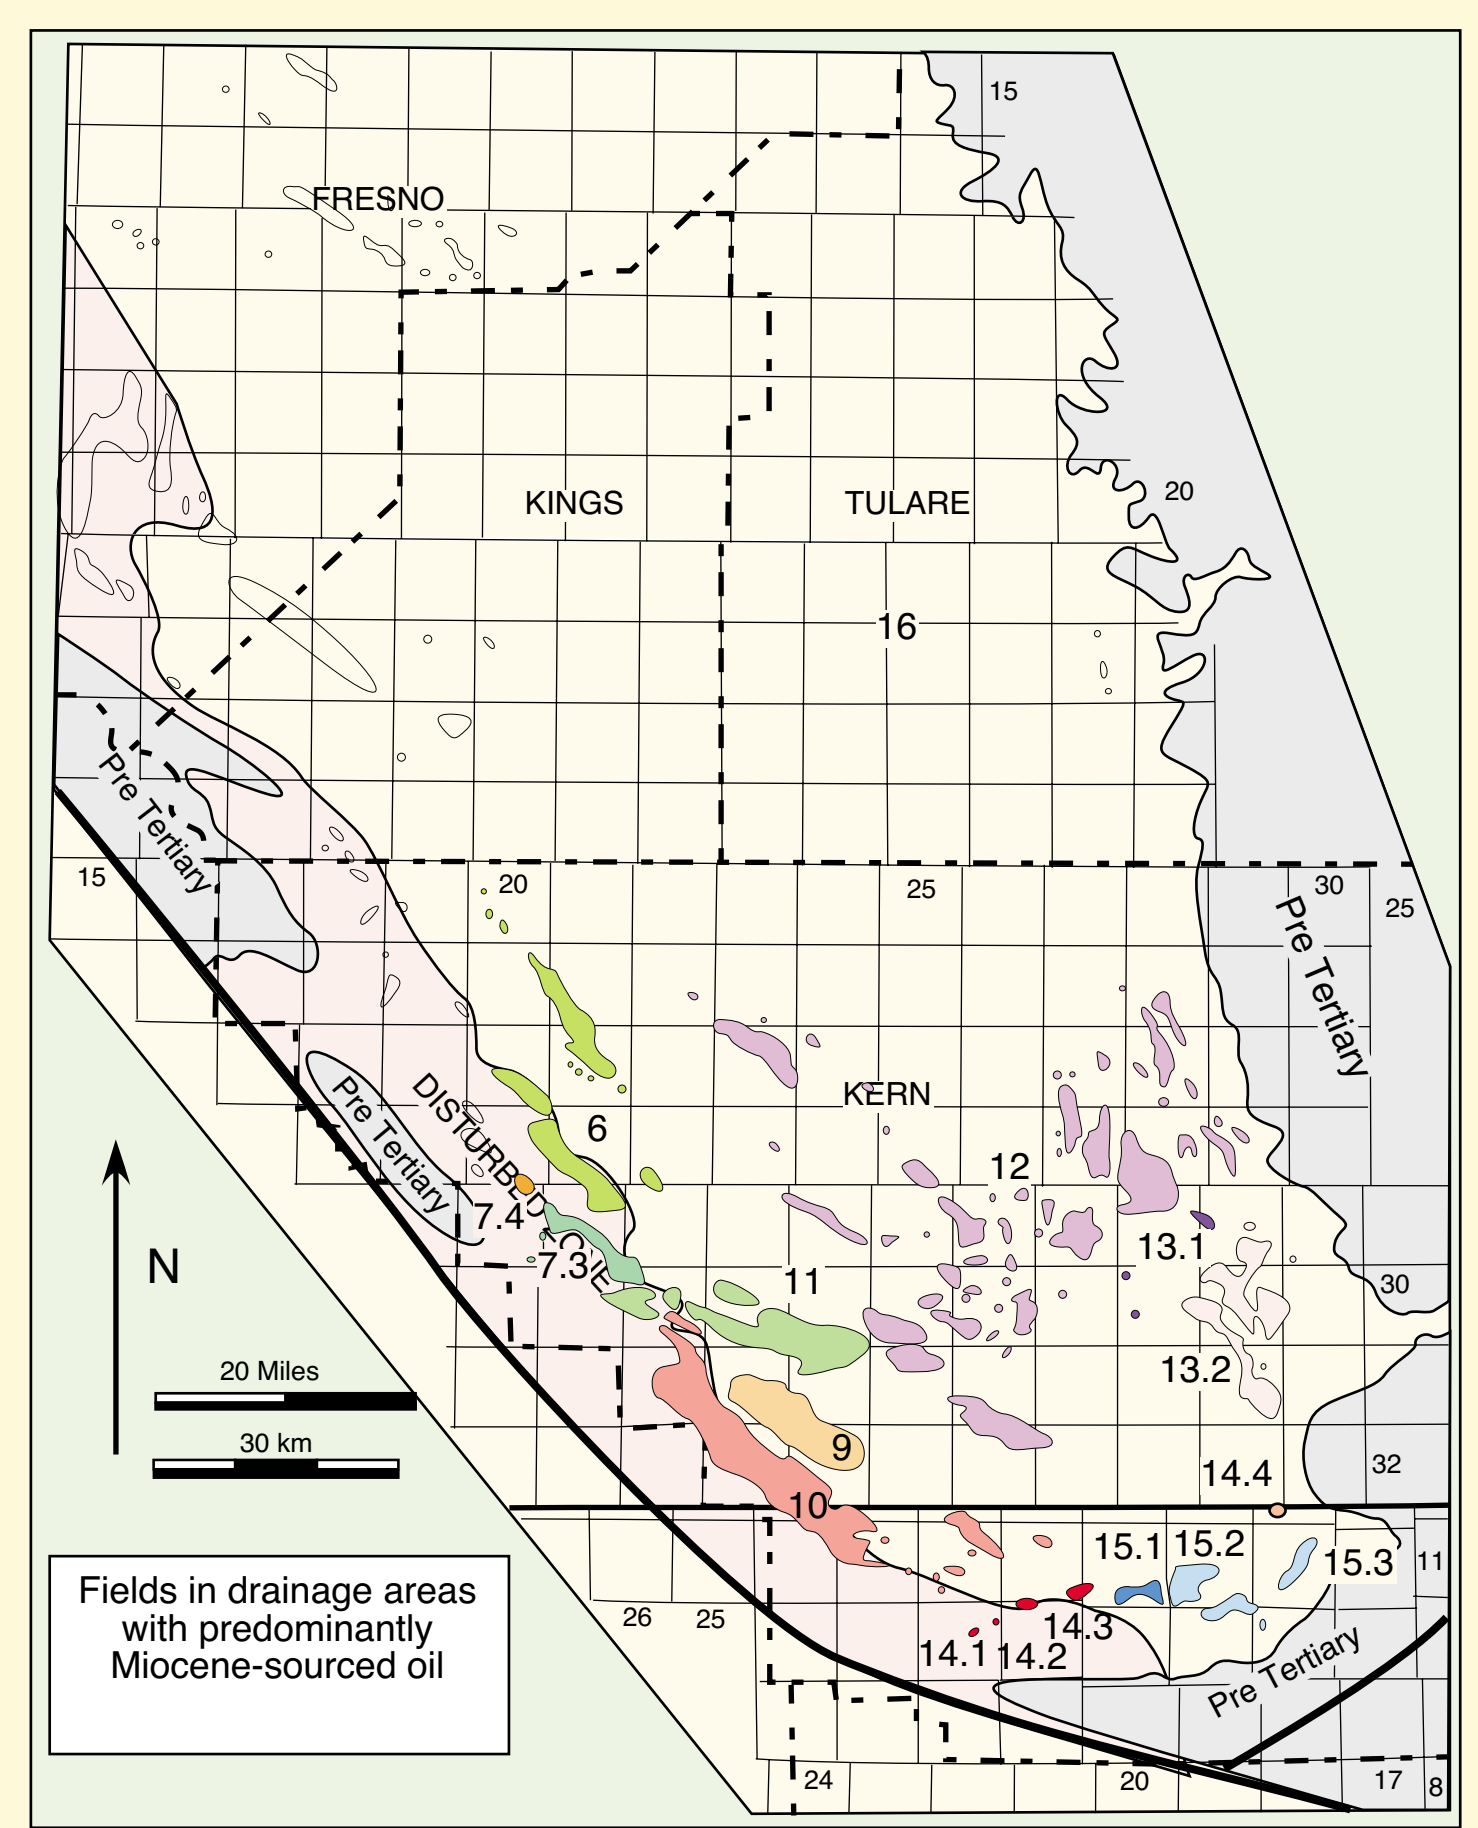 15
FRESNO
KINGS
TULARE
20
16
Pre Tertiary
15
20
25
30
25
Pre Tertiary
DISTURBED ZONE
Pre Tertiary
KERN
6
12
7.4
7.3
13.1
11
30
N
13.2
20 Miles
30 km
9
14.4
32
10
15.1
15.2
15.3
11
Fields in drainage areas
with predominantly
Miocene-sourced oil
26
25
14.3
14.1
14.2
Pre Tertiary
24
20
17
8